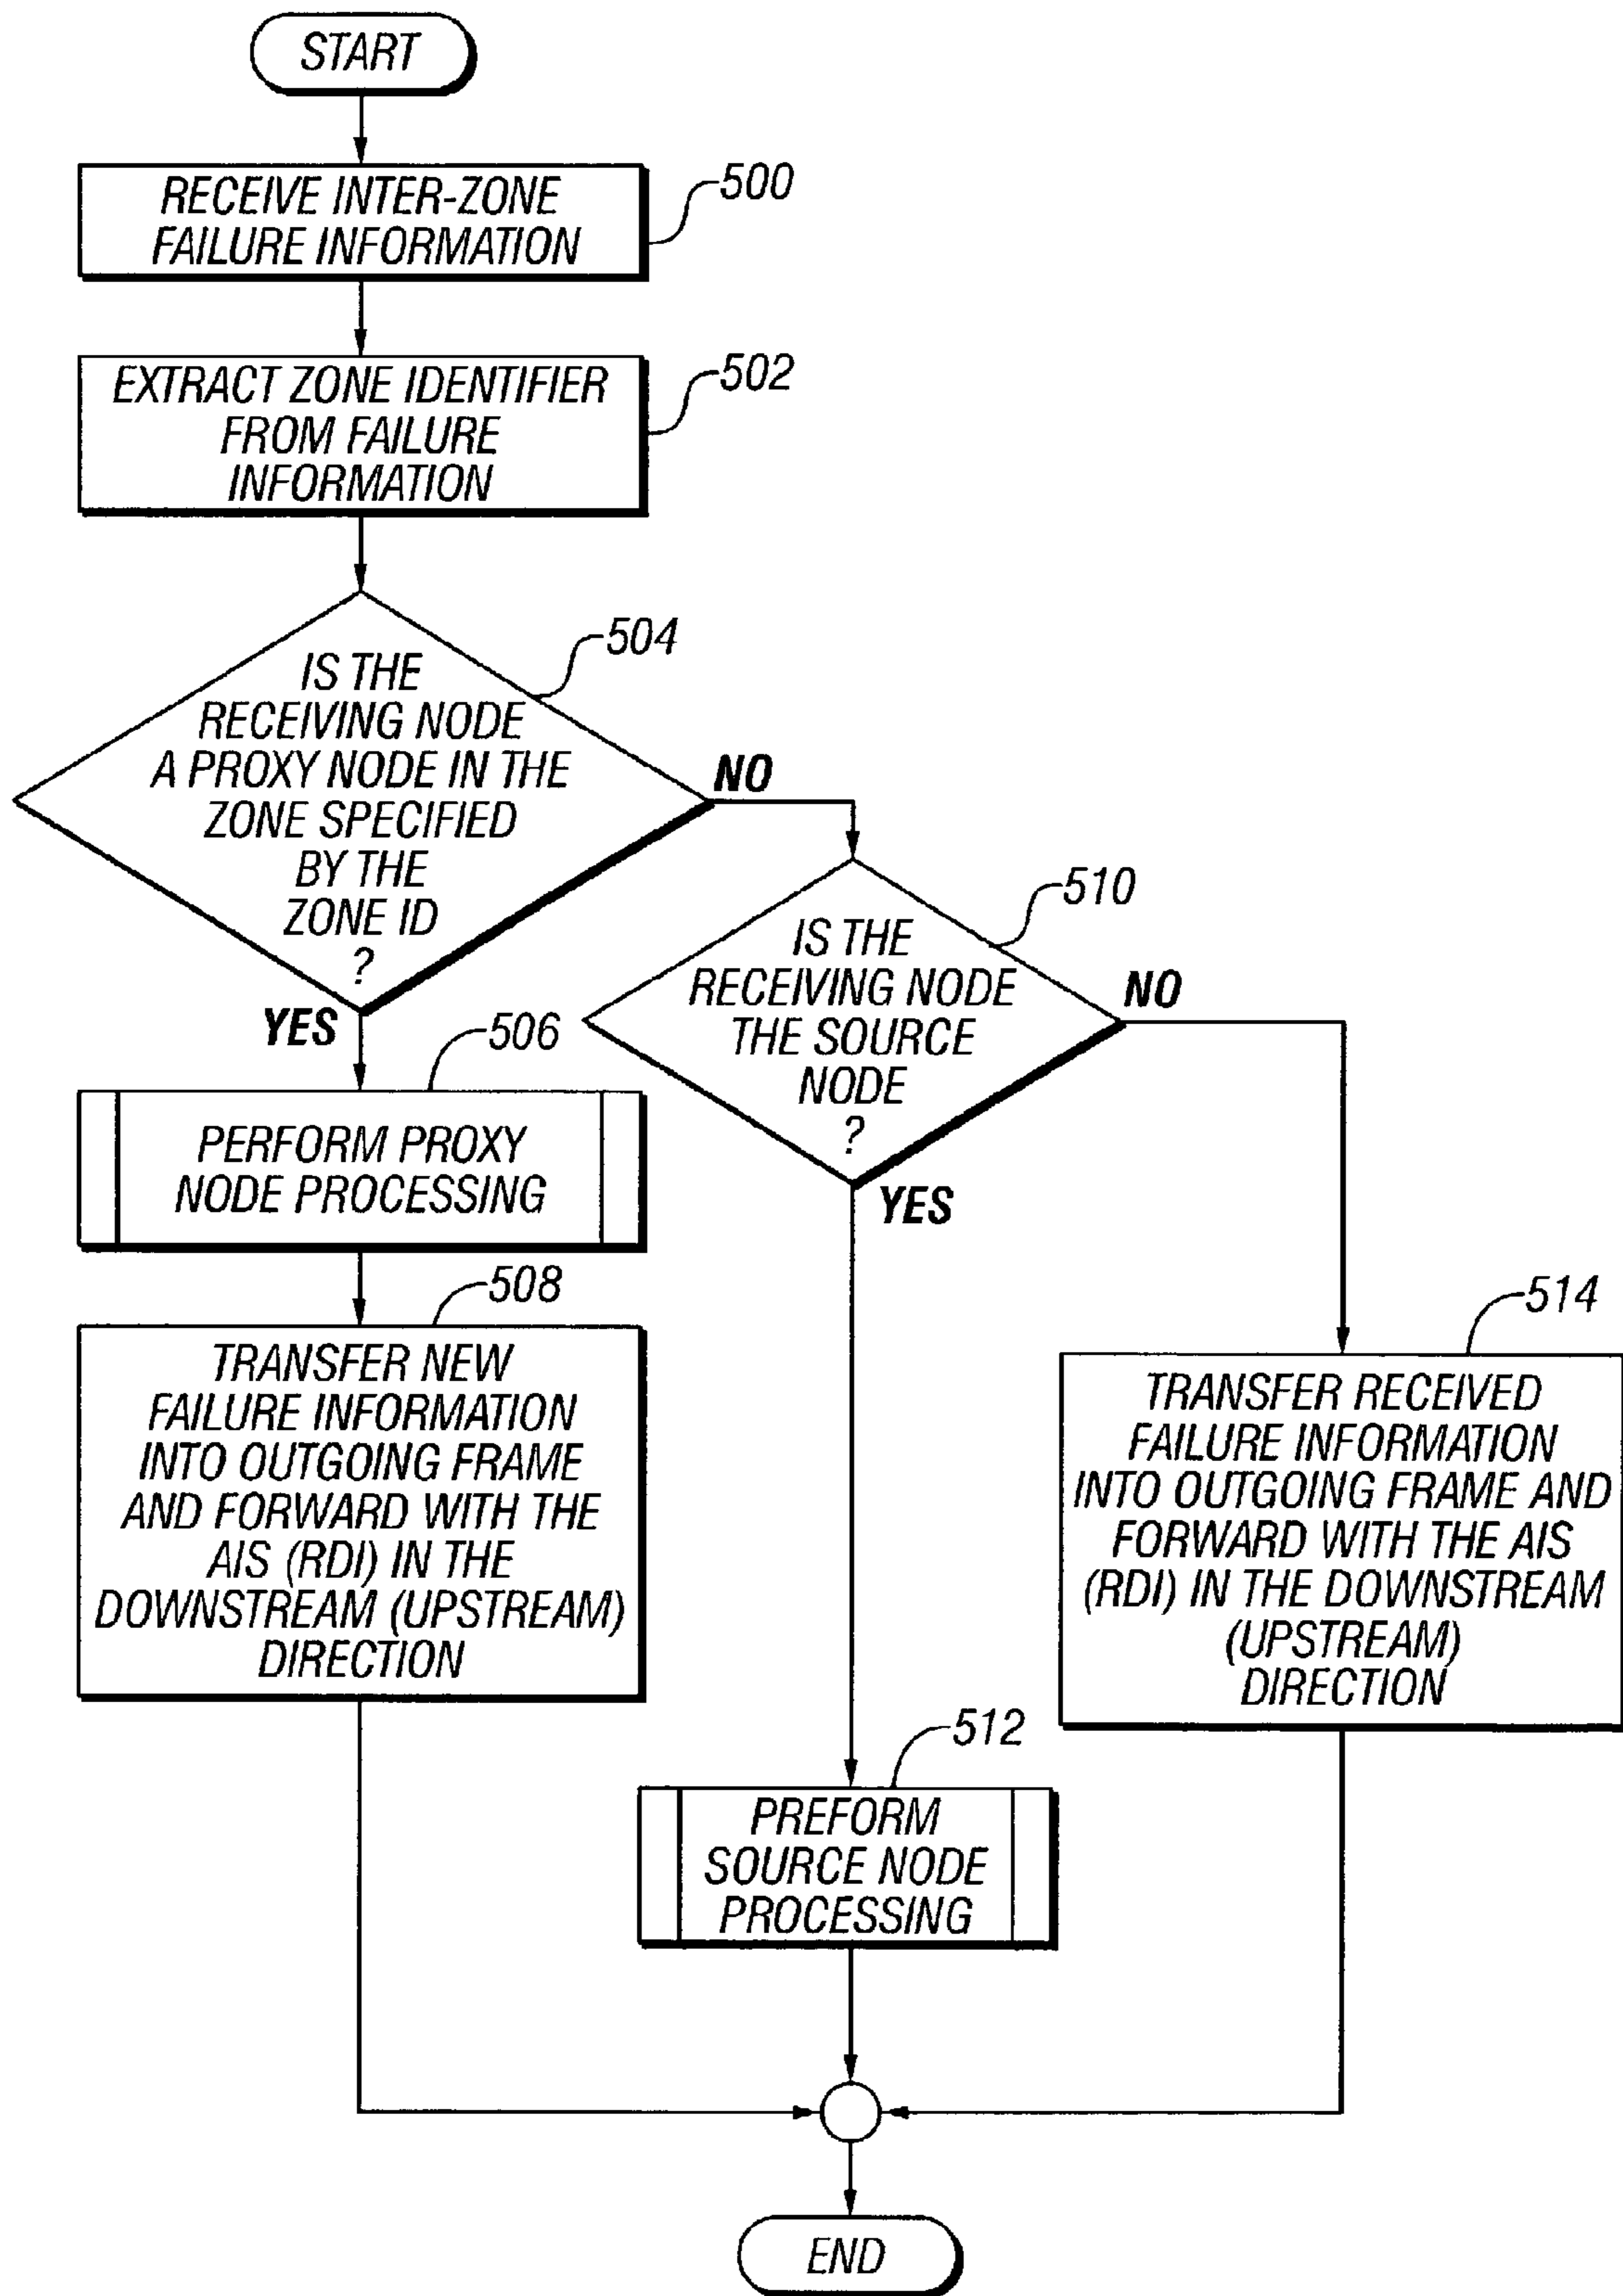 START
RECEIVE INTER-ZONE
FAILURE INFORMATION
500
EXTRACT ZONE IDENTIFIER
FROM FAILURE
INFORMATION
502
IS THE
RECEIVING NODE
A PROXY NODE IN THE
ZONE SPECIFIED
BY THE
ZONE ID
?
504
NO
YES
IS THE
RECEIVING NODE
THE SOURCE
NODE
?
510
NO
YES
506
PERFORM PROXY
NODE PROCESSING
508
TRANSFER NEW
FAILURE INFORMATION
INTO OUTGOING FRAME
AND FORWARD WITH THE
AIS (RDI) IN THE
DOWNSTREAM (UPSTREAM)
DIRECTION
514
TRANSFER RECEIVED
FAILURE INFORMATION
INTO OUTGOING FRAME AND
FORWARD WITH THE AIS
(RDI) IN THE DOWNSTREAM
(UPSTREAM)
DIRECTION
512
PREFORM
SOURCE NODE
PROCESSING
END